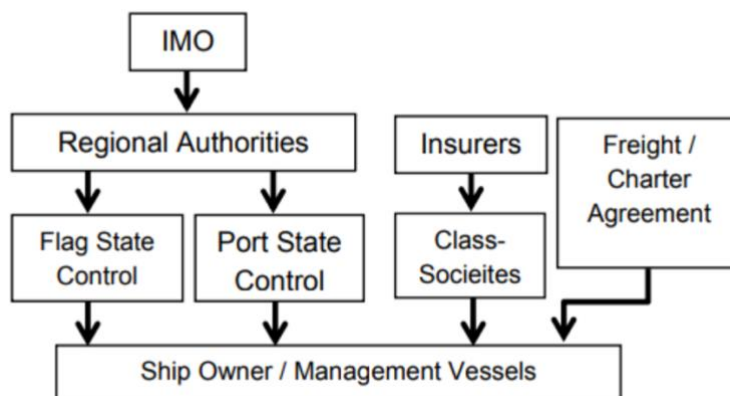 IMO
Regional Authorities
Insurers
Freight /
Charter
Agreement
Flag State
Control
Port State
Control
Class-
Socieites
Ship Owner / Management Vessels